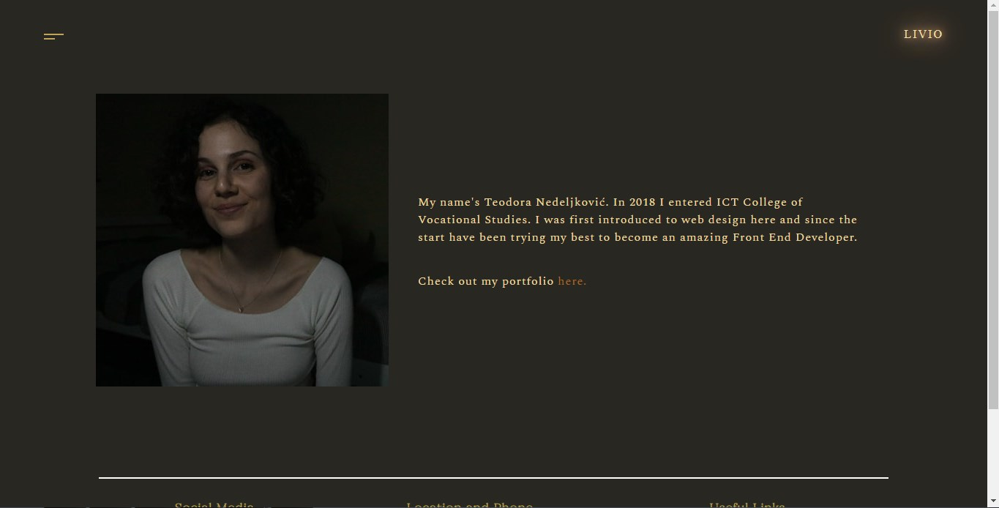 LIVIO
My name's Teodora Nedeljković. In 2018 I entered ICT College of
Vocational Studies. I was first introduced to web design here and since the
start have been trying my best to become an amazing Front End Developer.
Check out my portfolio here.
Social Media
Location and Phone
Useful Links